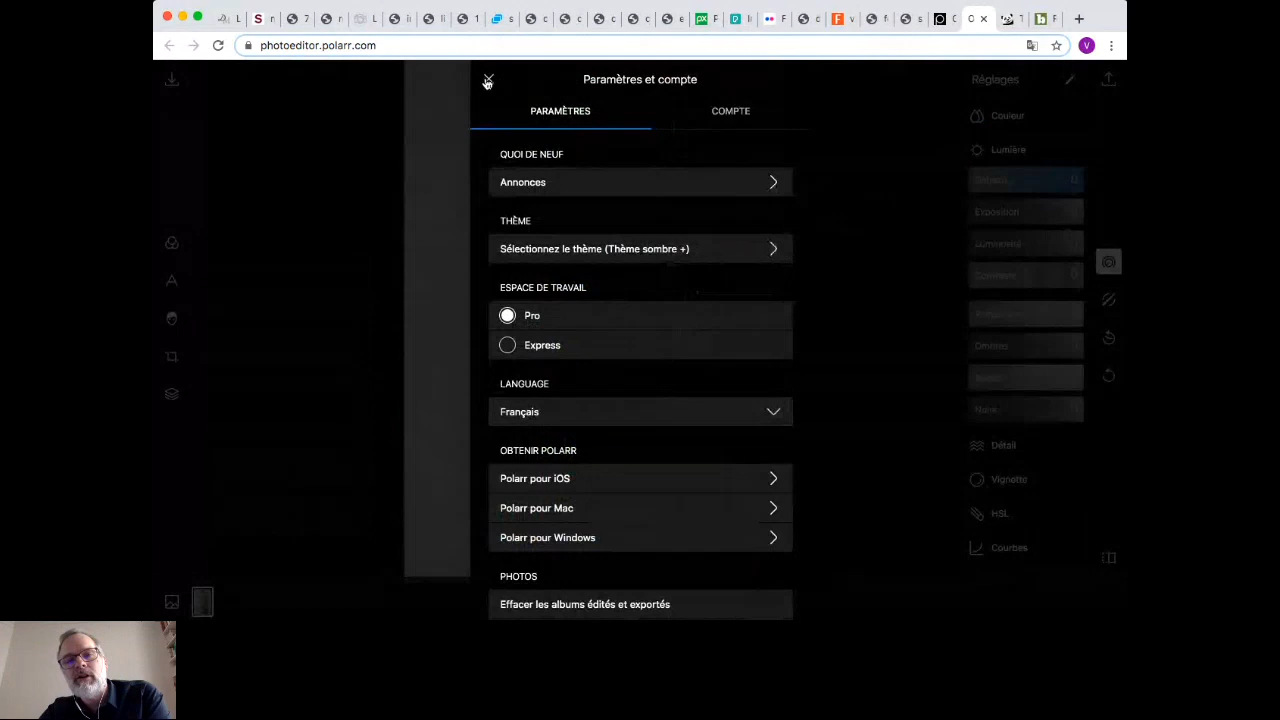 photoeditor.polarr.com
V
Paramètres et compte
Réglages
PARAMÈTRES
COMPTE
Couleur
QUOI DE NEUF
Lumière
Annonces
Exposition
THÈME
Sélectionnez le thème (Thème sombre +)
ESPACE DE TRAVAIL
Pro
Express
Ombres
LANGUAGE
Français
Détail
OBTENIR POLARR
Polarr pour iOS
Vignette
Polarr pour Mac
HSL
Polarr pour Windows
Courbes
PHOTOS
Effacer les albums édités et exportés